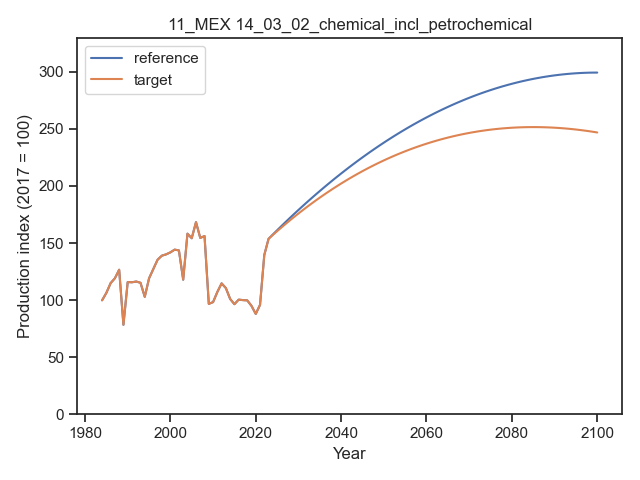 11_MEX 14_03_02_chemical_incl_petrochemical
reference
target
Production index (2017 = 100)
300
250
200
150
100
50
0
1980 2000 2020 2040 2060 2080 2100
Year